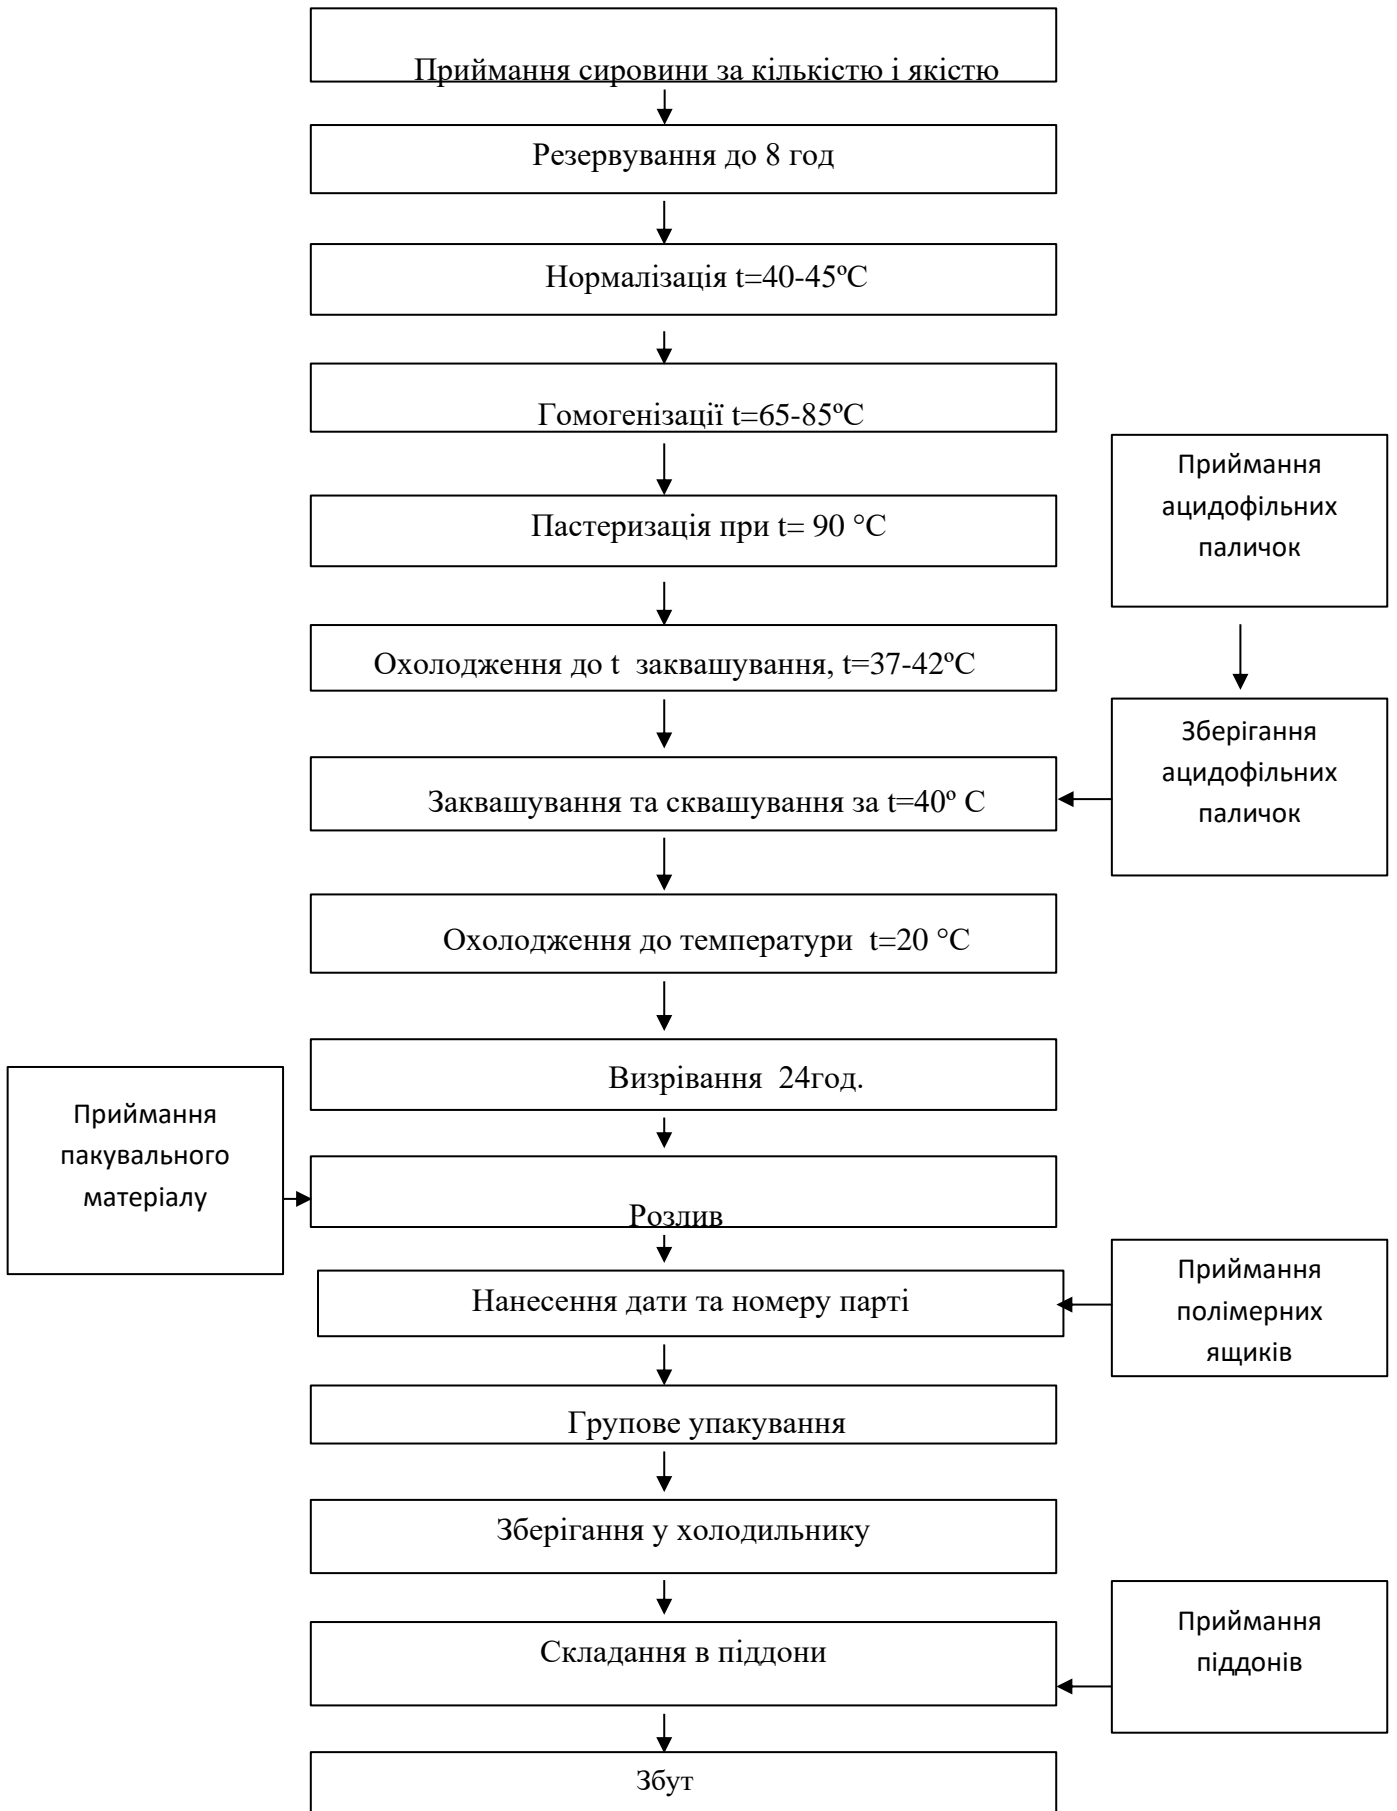 Приймання сировини за кількістю і якістю
Резервування до 8 год
Нормалізація t=40-45ºC
Гомогенізації t=65-85ºC
Пастеризація при t= 90 °C
Приймання
ацидофільних
паличок
Охолодження до t заквашування, t=37-42ºC
Зберігання
ацидофільних
паличок
Заквашування та сквашування за t=40º C
Охолодження до температури t=20 °C
Визрівання 24год.
Приймання
пакувального
матеріалу
Розлив
Нанесення дати та номеру парті
Приймання
полімерних
ящиків
Групове упакування
Зберігання у холодильнику
Складання в піддони
Приймання
піддонів
Збут